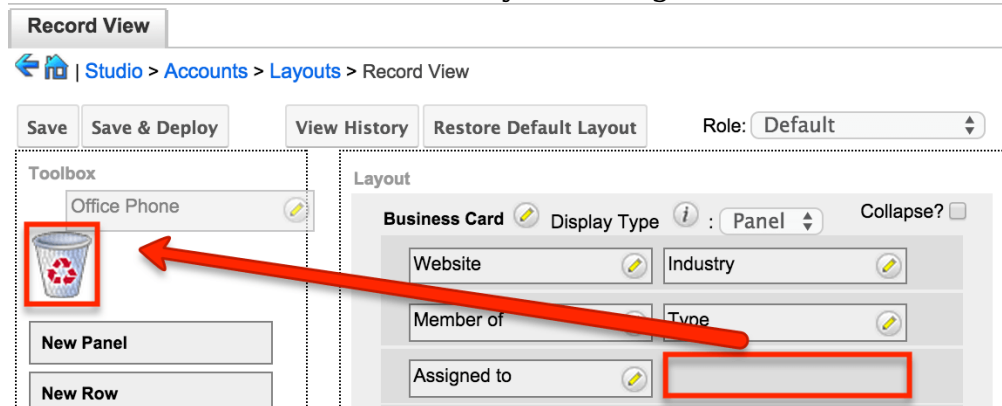 Record View
| Studio > Accounts > Layouts > Record View
Save Save & Deploy View History Restore Default Layout Role: Default
Toolbox
Office Phone
New Panel
New Row
Layout
Business Card Display Type i : Panel Collapse?
Website Industry
Member of Type
Assigned to